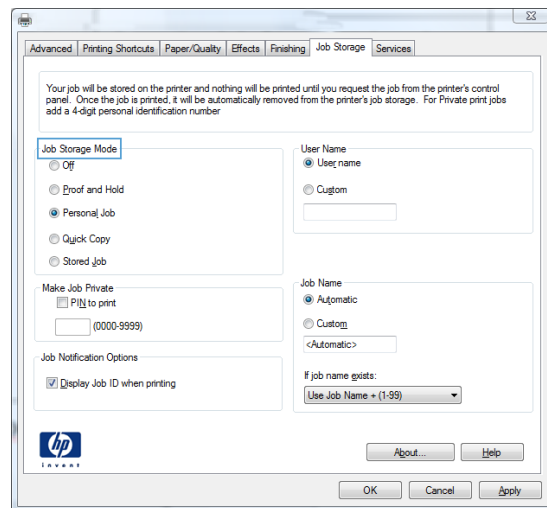 Advanced Printing Shortcuts Paper/Quality Effects Finishing Job Storage Services
Your job will be stored on the printer and nothing will be printed until you request the job from the printer's control
panel. Once the job is printed, it will be automatically removed from the printer's job storage. For Private print jobs
add a 4-digit personal identification number
Job Storage Mode
Off
Proof and Hold
Personal Job
Quick Copy
Stored Job
User Name
User name
Custom
Make Job Private
PIN to print
(0000-9999)
Job Name
Automatic
Custom
<Automatic>
If job name exists:
Use Job Name + (1-99)
Job Notification Options
Display Job ID when printing
hp
invent
About... Help
OK Cancel Apply